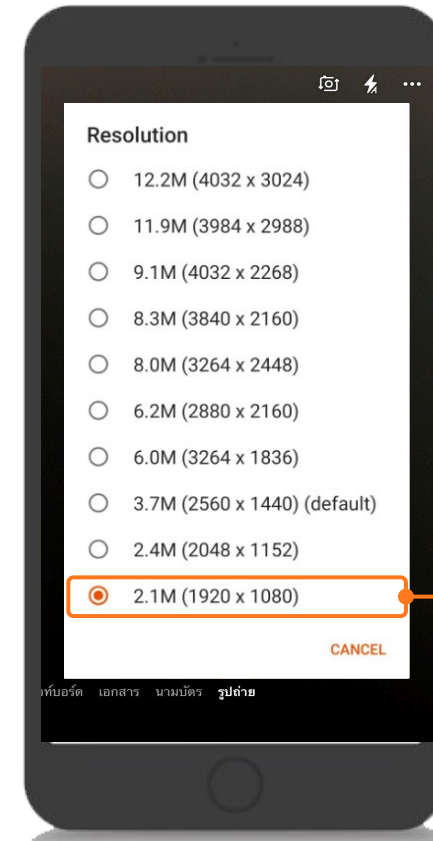 Resolution
12.2M (4032 x 3024)
11.9M (3984 x 2988)
9.1M (4032 x 2268)
8.3M (3840 x 2160)
8.0M (3264 x 2448)
6.2M (2880 x 2160)
6.0M (3264 x 1836)
3.7M (2560 x 1440) (default)
2.4M (2048 x 1152)
2.1M (1920 x 1080)
CANCEL
เอกสาร นามบัตร รูปถ่าย